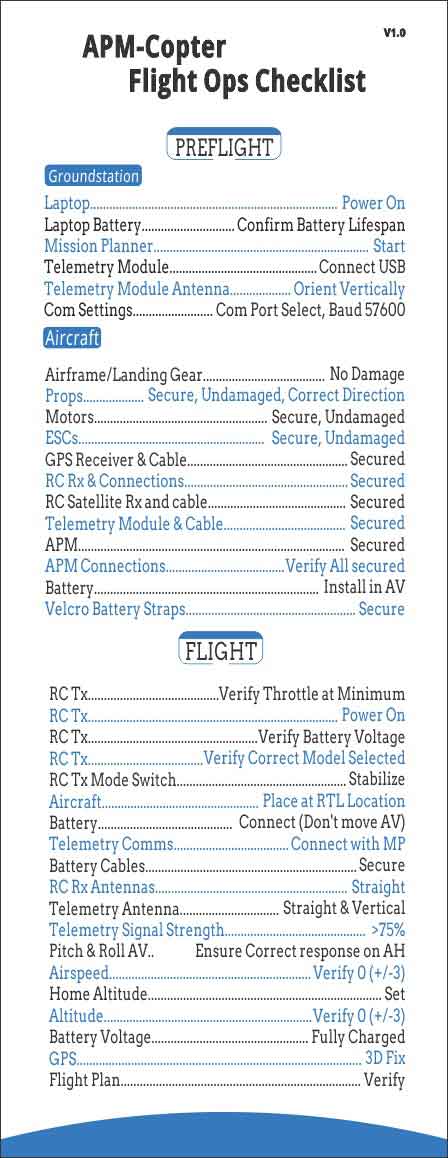 V1.0
APM-Copter
Flight Ops Checklist
PREFLIGHT
Groundstation
Laptop........................ Power On
Laptop Battery........................ Confirm Battery Lifespan
Mission Planner........................ Start
Telemetry Module........................ Connect USB
Telemetry Module Antenna................... Orient Vertically
Com Settings......................... Com Port Select, Baud 57600
Aircraft
Airframe/Landing Gear........................ No Damage
Props................... Secure, Undamaged, Correct Direction
Motors........................ Secure, Undamaged
ESCs........................ Secure, Undamaged
GPS Receiver & Cable........................ Secured
RC Rx & Connections........................ Secured
RC Satellite Rx and cable........................ Secured
Telemetry Module & Cable........................ Secured
APM........................ Secured
APM Connections........................Verify All secured
Battery........................ Install in AV
Velcro Battery Straps........................ Secure
FLIGHT
RC Tx........................Verify Throttle at Minimum
RC Tx........................ Power On
RC Tx........................Verify Battery Voltage
RC Tx........................Verify Correct Model Selected
RC Tx Mode Switch........................ Stabilize
Aircraft........................ Place at RTL Location
Battery........................ Connect (Don't move AV)
Telemetry Comms........................ Connect with MP
Battery Cables........................ Secure
RC Rx Antennas........................ Straight
Telemetry Antenna........................ Straight & Vertical
Telemetry Signal Strength........................ >75%
Pitch & Roll AV.. Ensure Correct response on AH
Airspeed........................ Verify 0 (+/-3)
Home Altitude........................ Set
Altitude........................Verify 0 (+/-3)
Battery Voltage........................ Fully Charged
GPS........................ 3D Fix
Flight Plan........................ Verify